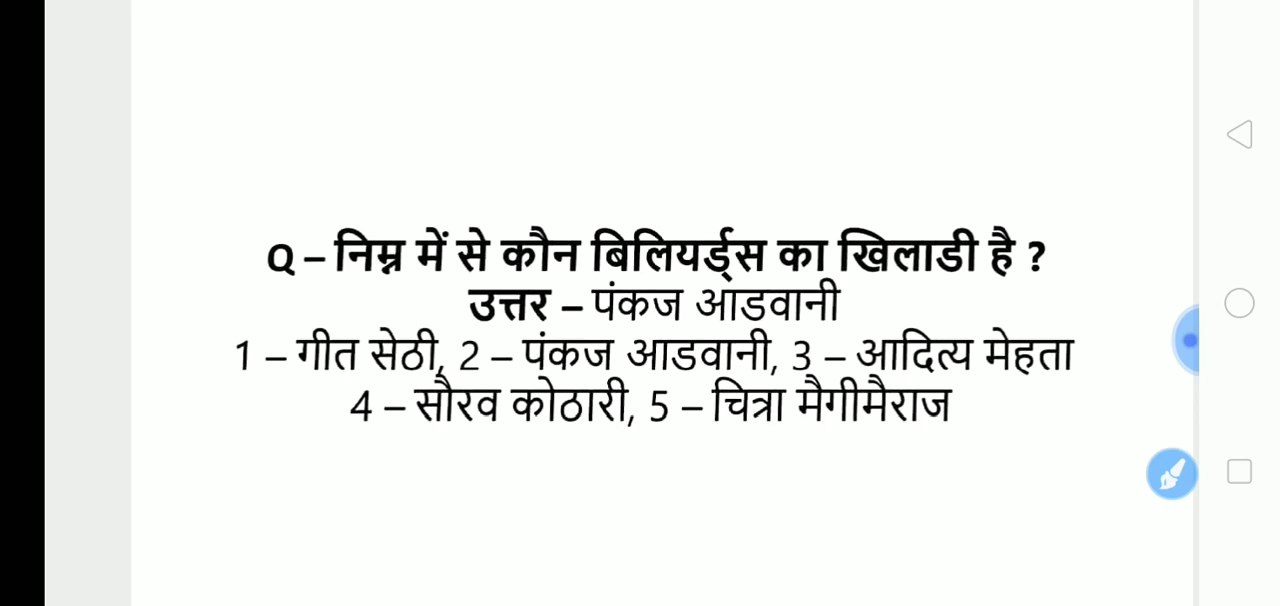 Q – निम्न में से कौन बिलियर्ड्स का खिलाडी है ?
उत्तर – पंकज आडवानी
1 – गीत सेठी, 2 – पंकज आडवानी, 3 – आदित्य मेहता
4 – सौरव कोठारी, 5 – चित्रा मैगीमैराज